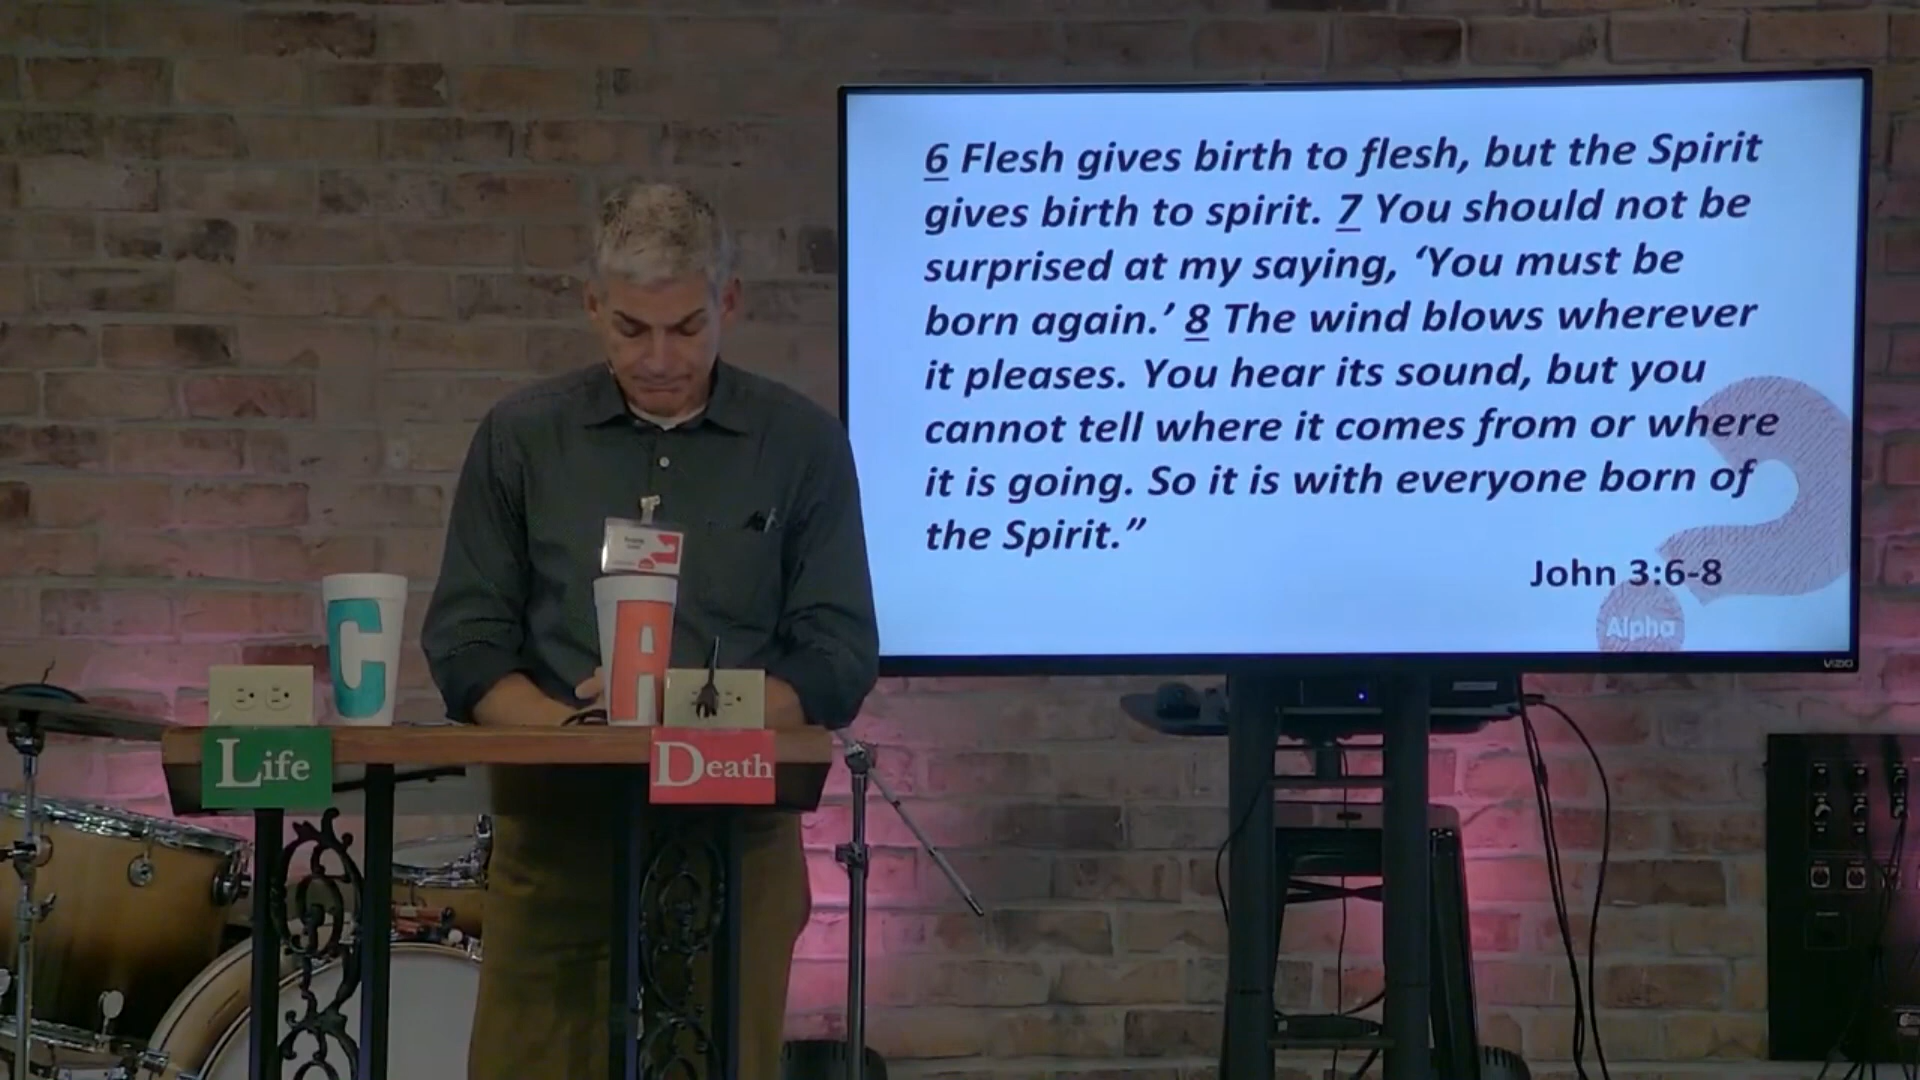 6 Flesh gives birth to flesh, but the Spirit
gives birth to spirit. 7 You should not be
surprised at my saying, ‘You must be
born again.’ 8 The wind blows wherever
it pleases. You hear its sound, but you
cannot tell where it comes from or where
it is going. So it is with everyone born of
the Spirit.”
John 3:6-8
Alpha
VIZIO
C
A
Life
Death